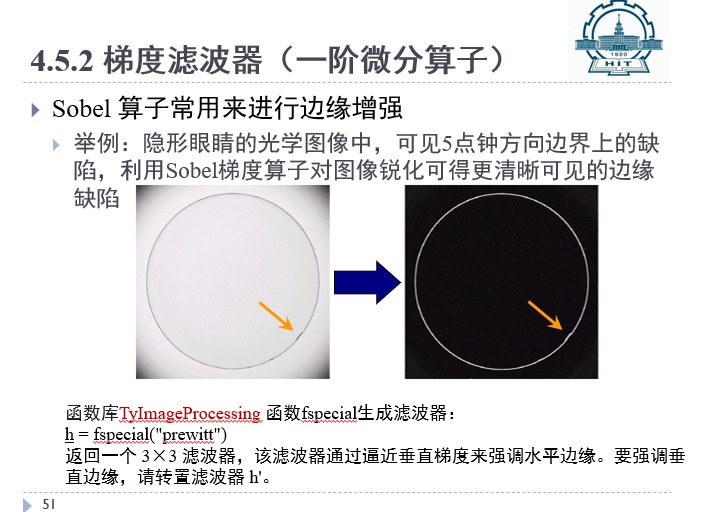 4.5.2 梯度滤波器（一阶微分算子）
1920
HIT
Sobel 算子常用来进行边缘增强
举例：隐形眼睛的光学图像中，可见5点钟方向边界上的缺
陷，利用Sobel梯度算子对图像锐化可得更清晰可见的边缘
缺陷
函数库TyImageProcessing 函数fspecial生成滤波器：
h = fspecial("prewitt")
返回一个 3×3 滤波器，该滤波器通过逼近垂直梯度来强调水平边缘。要强调垂
直边缘，请转置滤波器 h'。
51